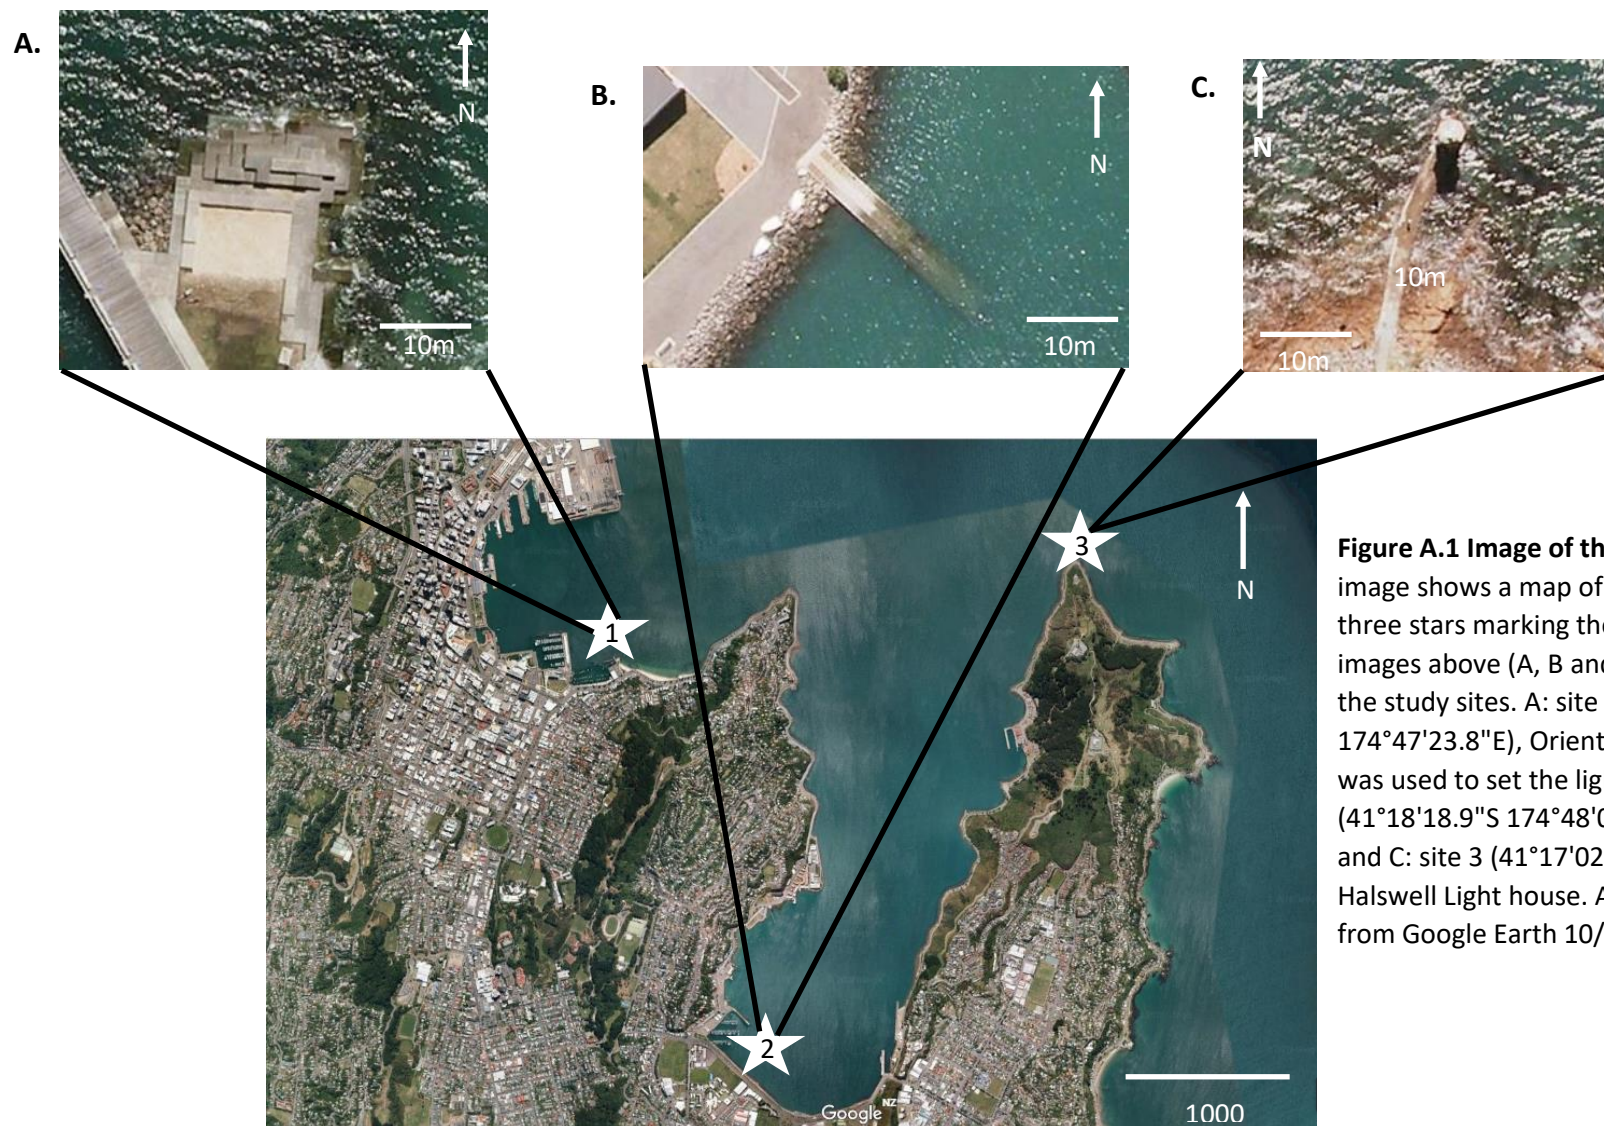 A.
N
10m
B.
N
10m
C.
N
10m
10m
1
2
3
N
1000
Google
NZ
Figure A.1 Image of th
image shows a map of
three stars marking the
images above (A, B and
the study sites. A: site
174°47'23.8"E), Orient
was used to set the lig
(41°18'18.9"S 174°48'0
and C: site 3 (41°17'02
Halswell Light house. A
from Google Earth 10/